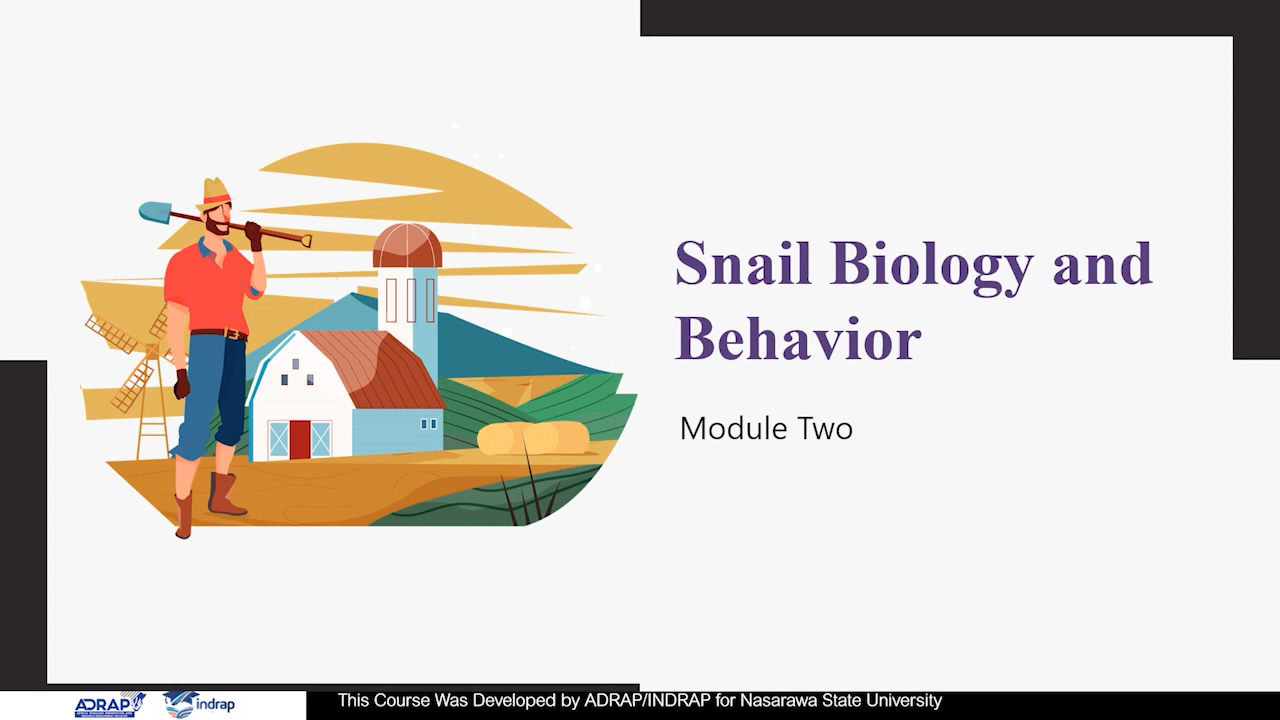 Snail Biology and
Behavior
Module Two
ADRAP
indrap
This Course Was Developed by ADRAP/INDRAP for Nasarawa State University